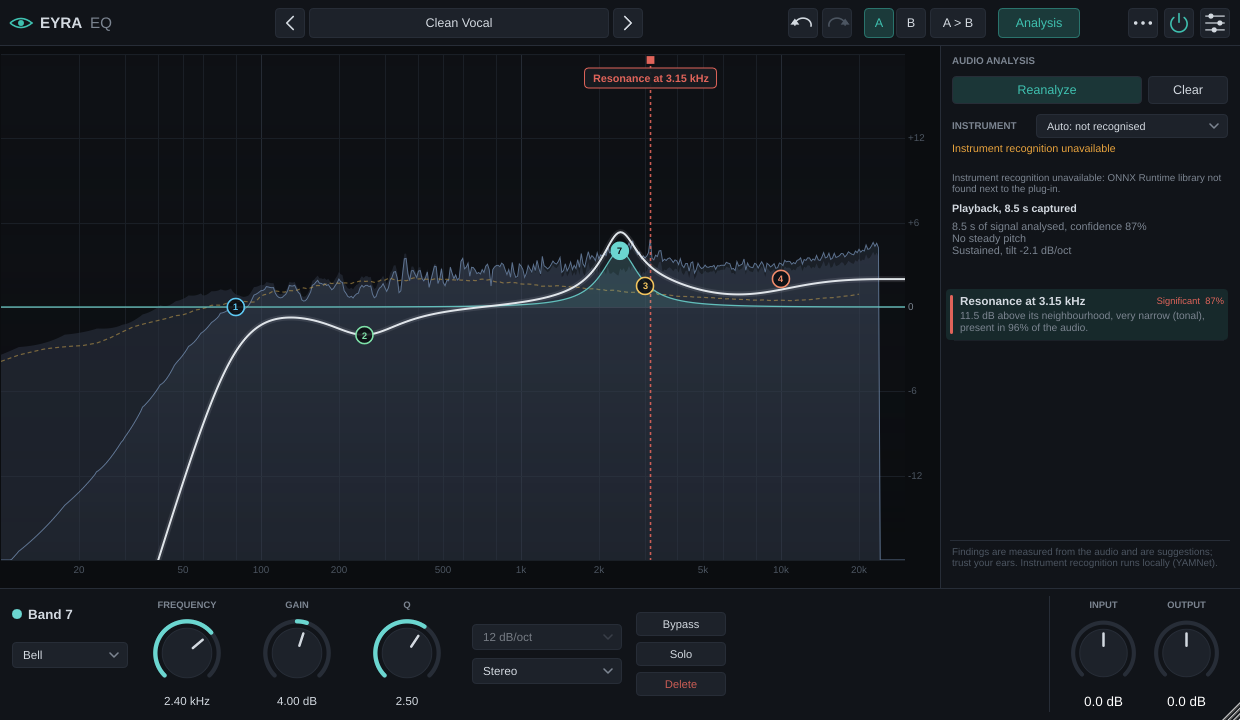 EYRA EQ
Clean Vocal
A
B
A > B
Analysis
Resonance at 3.15 kHz
+12
+6
0
-6
-12
1
2
7
3
4
20
50
100
200
500
1k
2k
5k
10k
20k
AUDIO ANALYSIS
Reanalyze
Clear
INSTRUMENT
Auto: not recognised
Instrument recognition unavailable
Instrument recognition unavailable: ONNX Runtime library not
found next to the plug-in.
Playback, 8.5 s captured
8.5 s of signal analysed, confidence 87%
No steady pitch
Sustained, tilt -2.1 dB/oct
Resonance at 3.15 kHz
Significant 87%
11.5 dB above its neighbourhood, very narrow (tonal),
present in 96% of the audio.
Findings are measured from the audio and are suggestions;
trust your ears. Instrument recognition runs locally (YAMNet).
Band 7
Bell
FREQUENCY
2.40 kHz
GAIN
4.00 dB
Q
2.50
12 dB/oct
Stereo
Bypass
Solo
Delete
INPUT
0.0 dB
OUTPUT
0.0 dB